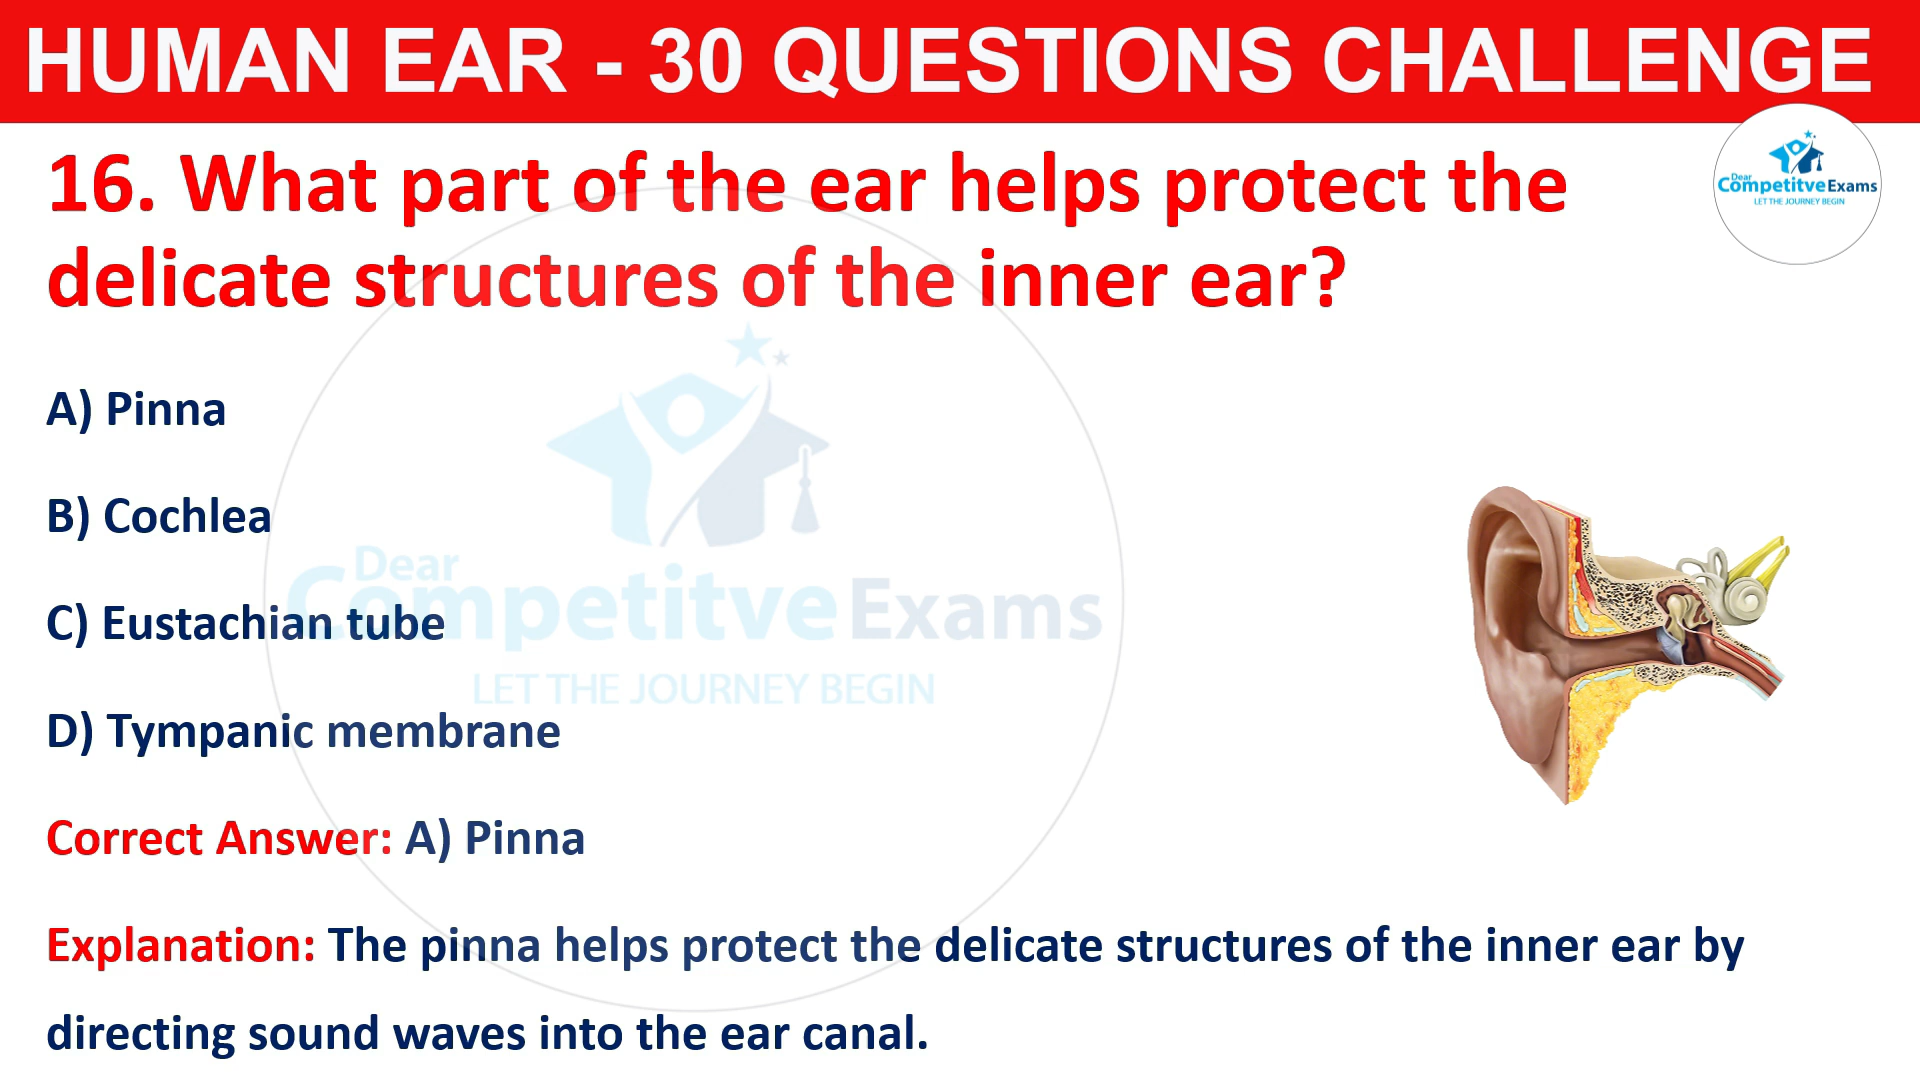 HUMAN EAR - 30 QUESTIONS CHALLENGE
Dear
CompetitveExams
LET THE JOURNEY BEGIN
16. What part of the ear helps protect the
delicate structures of the inner ear?
A) Pinna
B) Cochlea
C) Eustachian tube
D) Tympanic membrane
Dear
CompetitveExams
LET THE JOURNEY BEGIN
Correct Answer: A) Pinna
Explanation: The pinna helps protect the delicate structures of the inner ear by
directing sound waves into the ear canal.